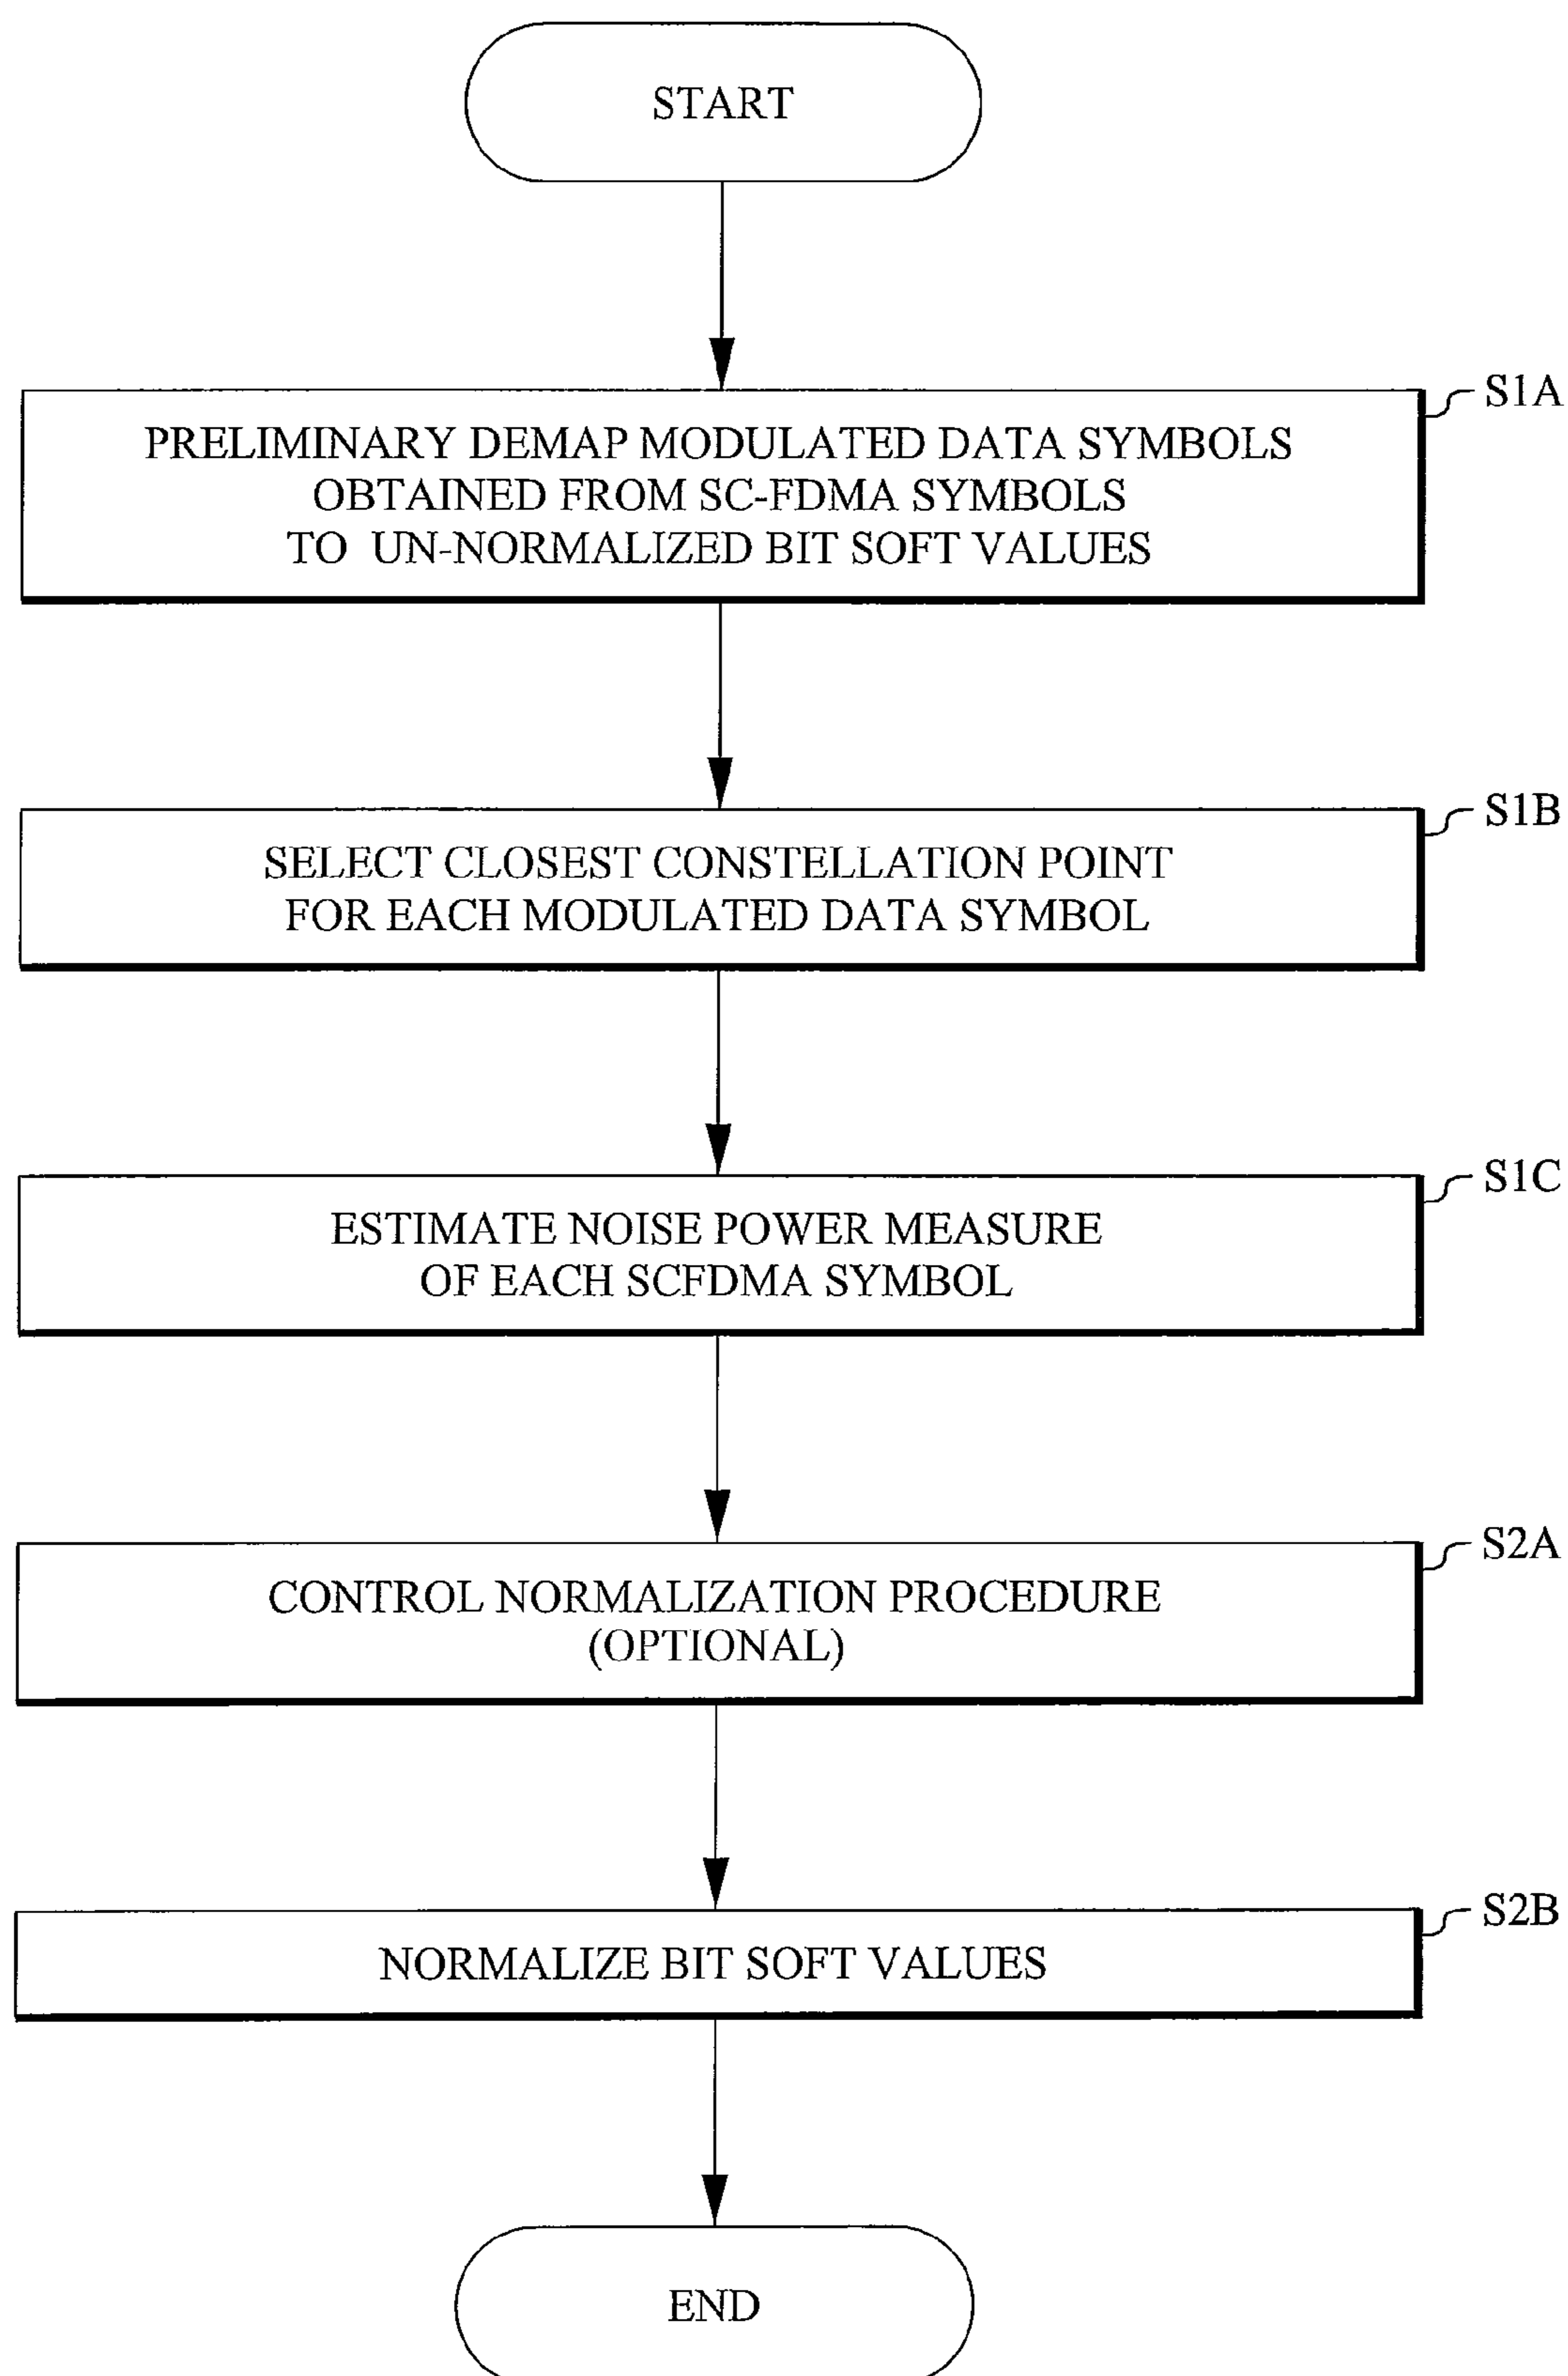 START
S1A
PRELIMINARY DEMAP MODULATED DATA SYMBOLS
OBTAINED FROM SC-FDMA SYMBOLS
TO UN-NORMALIZED BIT SOFT VALUES
S1B
SELECT CLOSEST CONSTELLATION POINT
FOR EACH MODULATED DATA SYMBOL
S1C
ESTIMATE NOISE POWER MEASURE
OF EACH SCFDMA SYMBOL
S2A
CONTROL NORMALIZATION PROCEDURE
(OPTIONAL)
S2B
NORMALIZE BIT SOFT VALUES
END